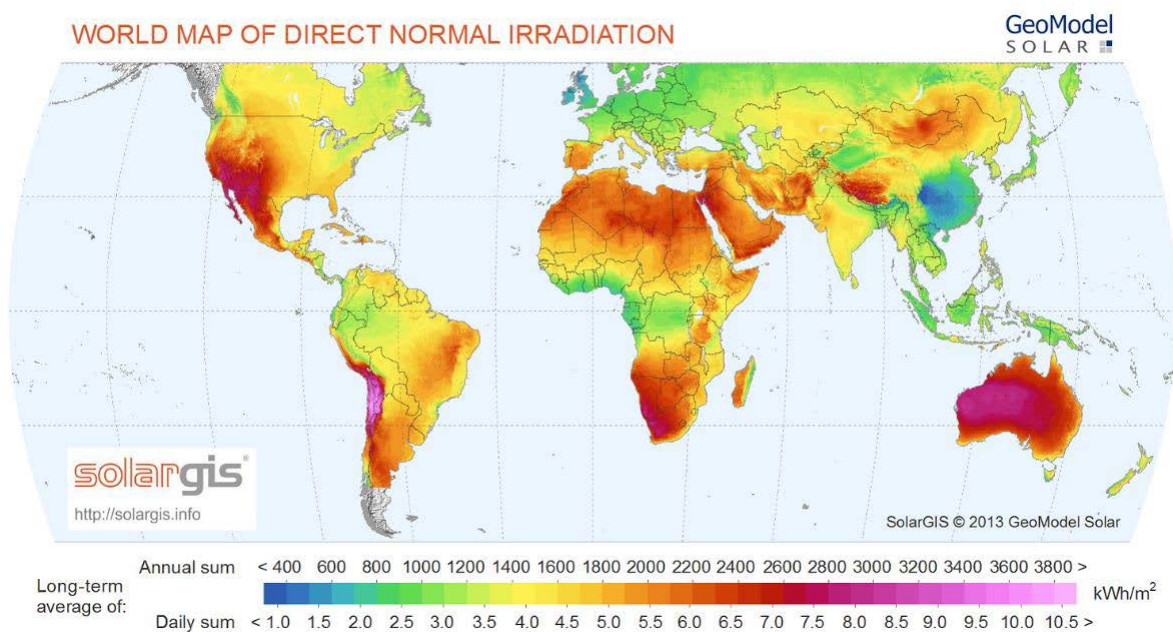 WORLD MAP OF DIRECT NORMAL IRRADIATION
GeoModel
SOLAR
solargis®
http://solargis.info
SolarGIS © 2013 GeoModel Solar
Annual sum < 400 600 800 1000 1200 1400 1600 1800 2000 2200 2400 2600 2800 3000 3200 3400 3600 3800 >
Long-term average of: kWh/m²
Daily sum < 1.0 1.5 2.0 2.5 3.0 3.5 4.0 4.5 5.0 5.5 6.0 6.5 7.0 7.5 8.0 8.5 9.0 9.5 10.0 10.5 >